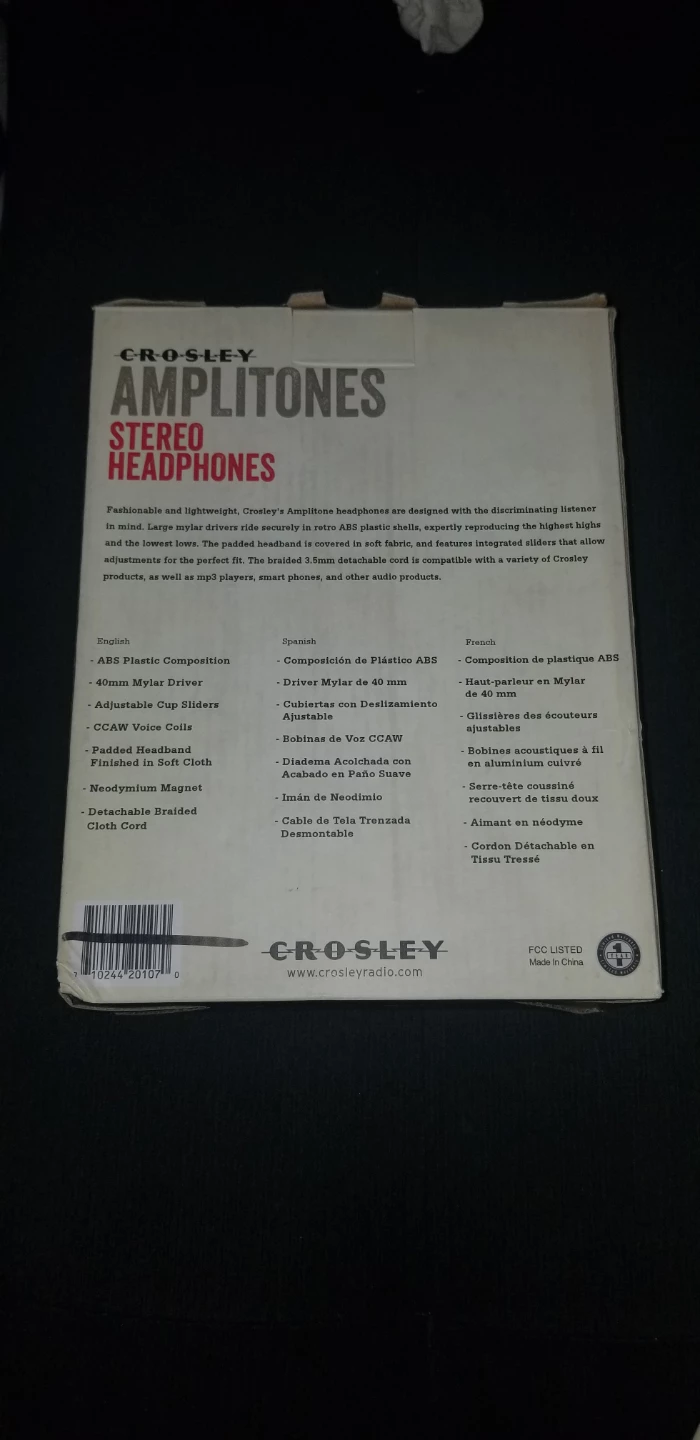 CROSLEY
AMPLITONES
STEREO
HEADPHONES
Fashionable and lightweight, Crosley's Amplitone headphones are designed with the discriminating listener
in mind. Large mylar drivers ride securely in retro ABS plastic shells, expertly reproducing the highest highs
and the lowest lows. The padded headband is covered in soft fabric, and features integrated sliders that allow
adjustments for the perfect fit. The braided 3.5mm detachable cord is compatible with a variety of Crosley
products, as well as mp3 players, smart phones, and other audio products.
English
- ABS Plastic Composition
- 40mm Mylar Driver
- Adjustable Cup Sliders
- CCAW Voice Coils
- Padded Headband
Finished in Soft Cloth
- Neodymium Magnet
- Detachable Braided
Cloth Cord
Spanish
- Composición de Plástico ABS
- Driver Mylar de 40 mm
- Cubiertas con Deslizamiento
Ajustable
- Bobinas de Voz CCAW
- Diadema Acolchada con
Acabado en Paño Suave
- Imán de Neodimio
- Cable de Tela Trenzada
Desmontable
French
- Composition de plastique ABS
- Haut-parleur en Mylar
de 40 mm
- Glissières des écouteurs
ajustables
- Bobines acoustiques à fil
en aluminium cuivré
- Serre-tête coussiné
recouvert de tissu doux
- Aimant en néodyme
- Cordon Détachable en
Tissu Tressé
7 10244 20107 0
CROSLEY
www.crosleyradio.com
FCC LISTED
Made In China
1
YEAR